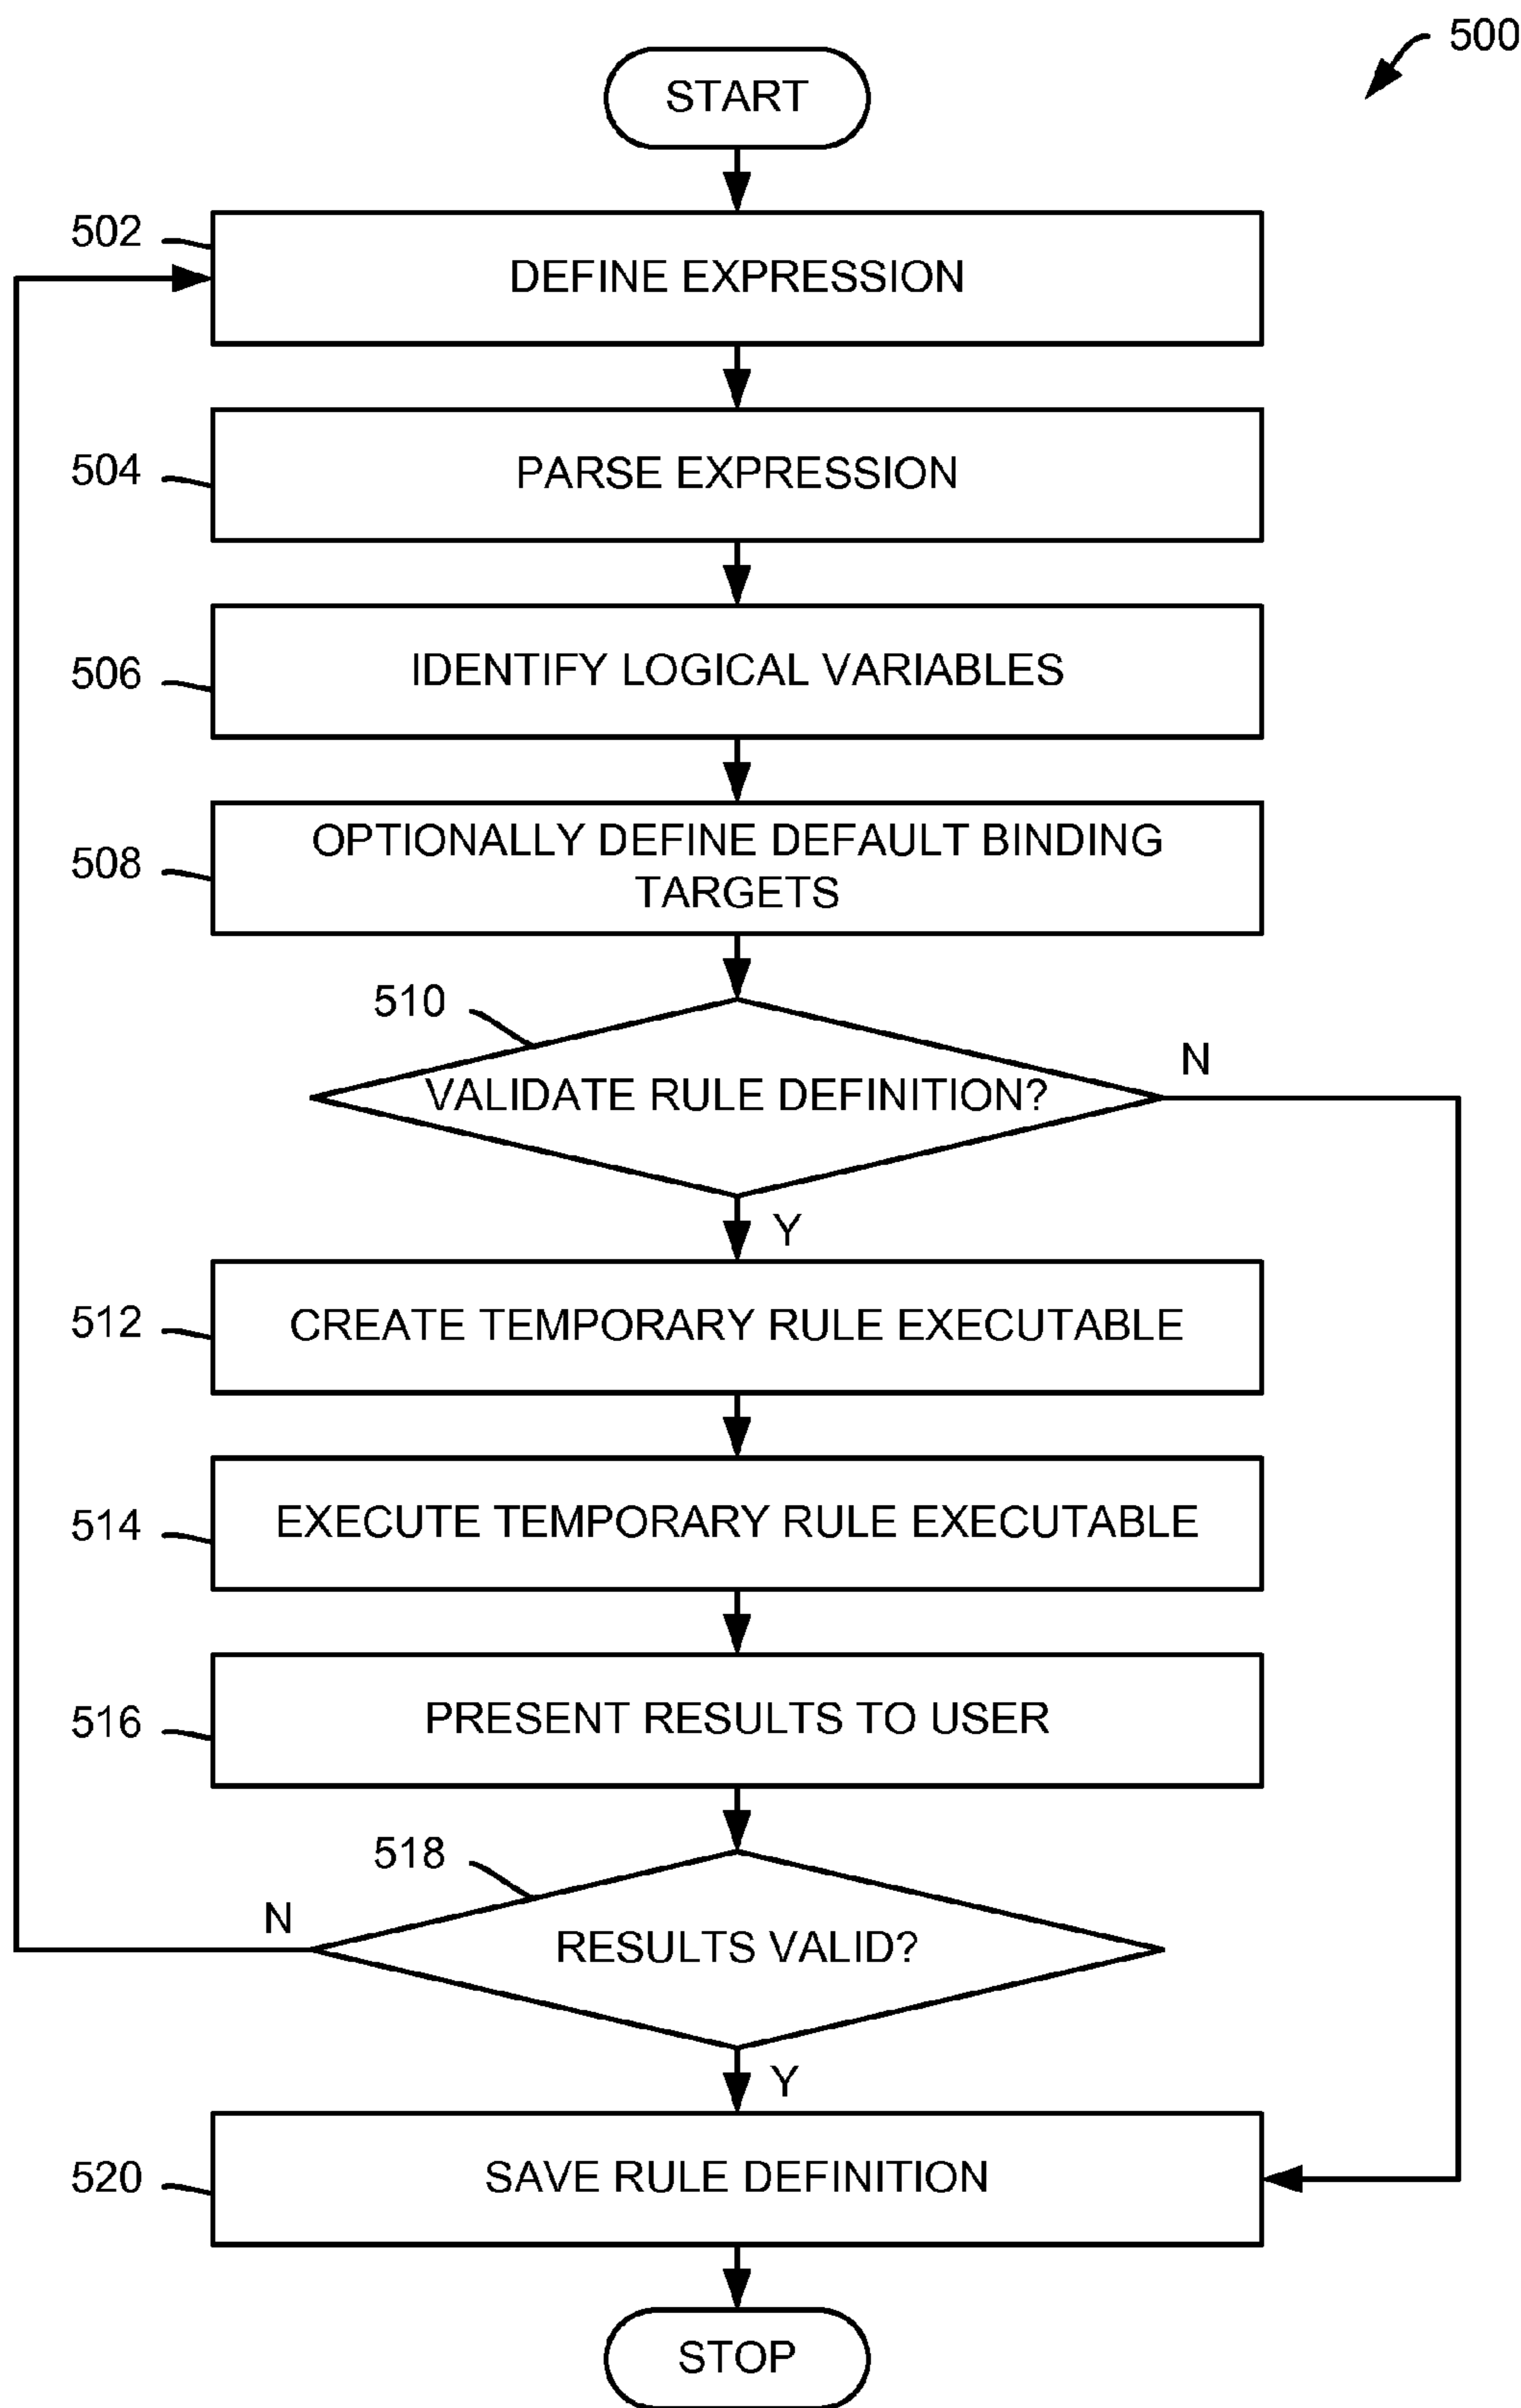 500
START
502
DEFINE EXPRESSION
504
PARSE EXPRESSION
506
IDENTIFY LOGICAL VARIABLES
508
OPTIONALLY DEFINE DEFAULT BINDING
TARGETS
510
VALIDATE RULE DEFINITION?
N
Y
512
CREATE TEMPORARY RULE EXECUTABLE
514
EXECUTE TEMPORARY RULE EXECUTABLE
516
PRESENT RESULTS TO USER
518
N
RESULTS VALID?
Y
520
SAVE RULE DEFINITION
STOP